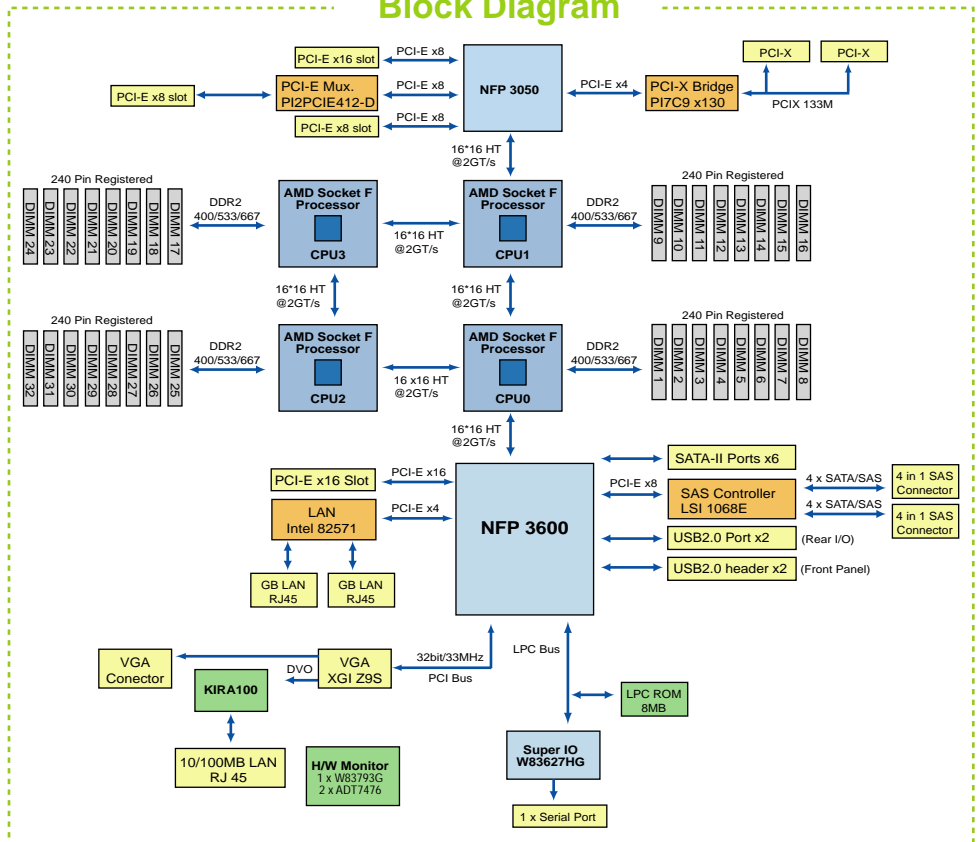 Block Diagram
PCI-E x16 slot
PCI-E x8
NFP 3050
PCI-E x4
PCI-X Bridge
PI7C9 x130
PCI-X
PCI-X
PCIX 133M
PCI-E x8 slot
PCI-E Mux.
PI2PCIE412-D
PCI-E x8
PCI-E x8 slot
PCI-E x8
16*16 HT
@2GT/s
240 Pin Registered
DIMM 24
DIMM 23
DIMM 22
DIMM 21
DIMM 20
DIMM 19
DIMM 18
DIMM 17
DDR2
400/533/667
AMD Socket F
Processor
CPU3
16*16 HT
@2GT/s
AMD Socket F
Processor
CPU1
DDR2
400/533/667
240 Pin Registered
DIMM 9
DIMM 10
DIMM 11
DIMM 12
DIMM 13
DIMM 14
DIMM 15
DIMM 16
16*16 HT
@2GT/s
16*16 HT
@2GT/s
240 Pin Registered
DIMM 32
DIMM 31
DIMM 30
DIMM 29
DIMM 28
DIMM 27
DIMM 26
DIMM 25
DDR2
400/533/667
AMD Socket F
Processor
CPU2
16 x16 HT
@2GT/s
AMD Socket F
Processor
CPU0
DDR2
400/533/667
240 Pin Registered
DIMM 1
DIMM 2
DIMM 3
DIMM 4
DIMM 5
DIMM 6
DIMM 7
DIMM 8
16*16 HT
@2GT/s
PCI-E x16 Slot
PCI-E x16
LAN
Intel 82571
PCI-E x4
GB LAN
RJ45
GB LAN
RJ45
NFP 3600
SATA-II Ports x6
PCI-E x8
SAS Controller
LSI 1068E
4 x SATA/SAS
4 in 1 SAS
Connector
4 x SATA/SAS
4 in 1 SAS
Connector
USB2.0 Port x2
(Rear I/O)
USB2.0 header x2
(Front Panel)
VGA
Conector
DVO
VGA
XGI Z9S
32bit/33MHz
PCI Bus
LPC Bus
KIRA100
LPC ROM
8MB
10/100MB LAN
RJ 45
H/W Monitor
1 x W83793G
2 x ADT7476
Super IO
W83627HG
1 x Serial Port